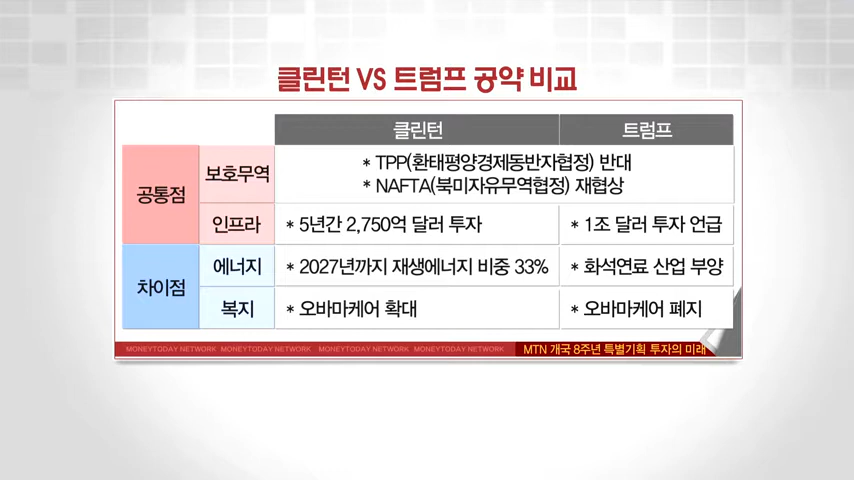 클린턴 VS 트럼프 공약 비교
클린턴 트럼프
공통점
보호무역
* TPP(환태평양경제동반자협정) 반대
* NAFTA(북미자유무역협정) 재협상
인프라 * 5년간 2,750억 달러 투자 * 1조 달러 투자 언급
차이점
에너지 * 2027년까지 재생에너지 비중 33% * 화석연료 산업 부양
복지 * 오바마케어 확대 * 오바마케어 폐지
MONEYTODAY NETWORK MONEYTODAY NETWORK MONEYTODAY NETWORK MONEYTODAY NETWORK MTN 개국 8주년 특별기획 투자의 미래